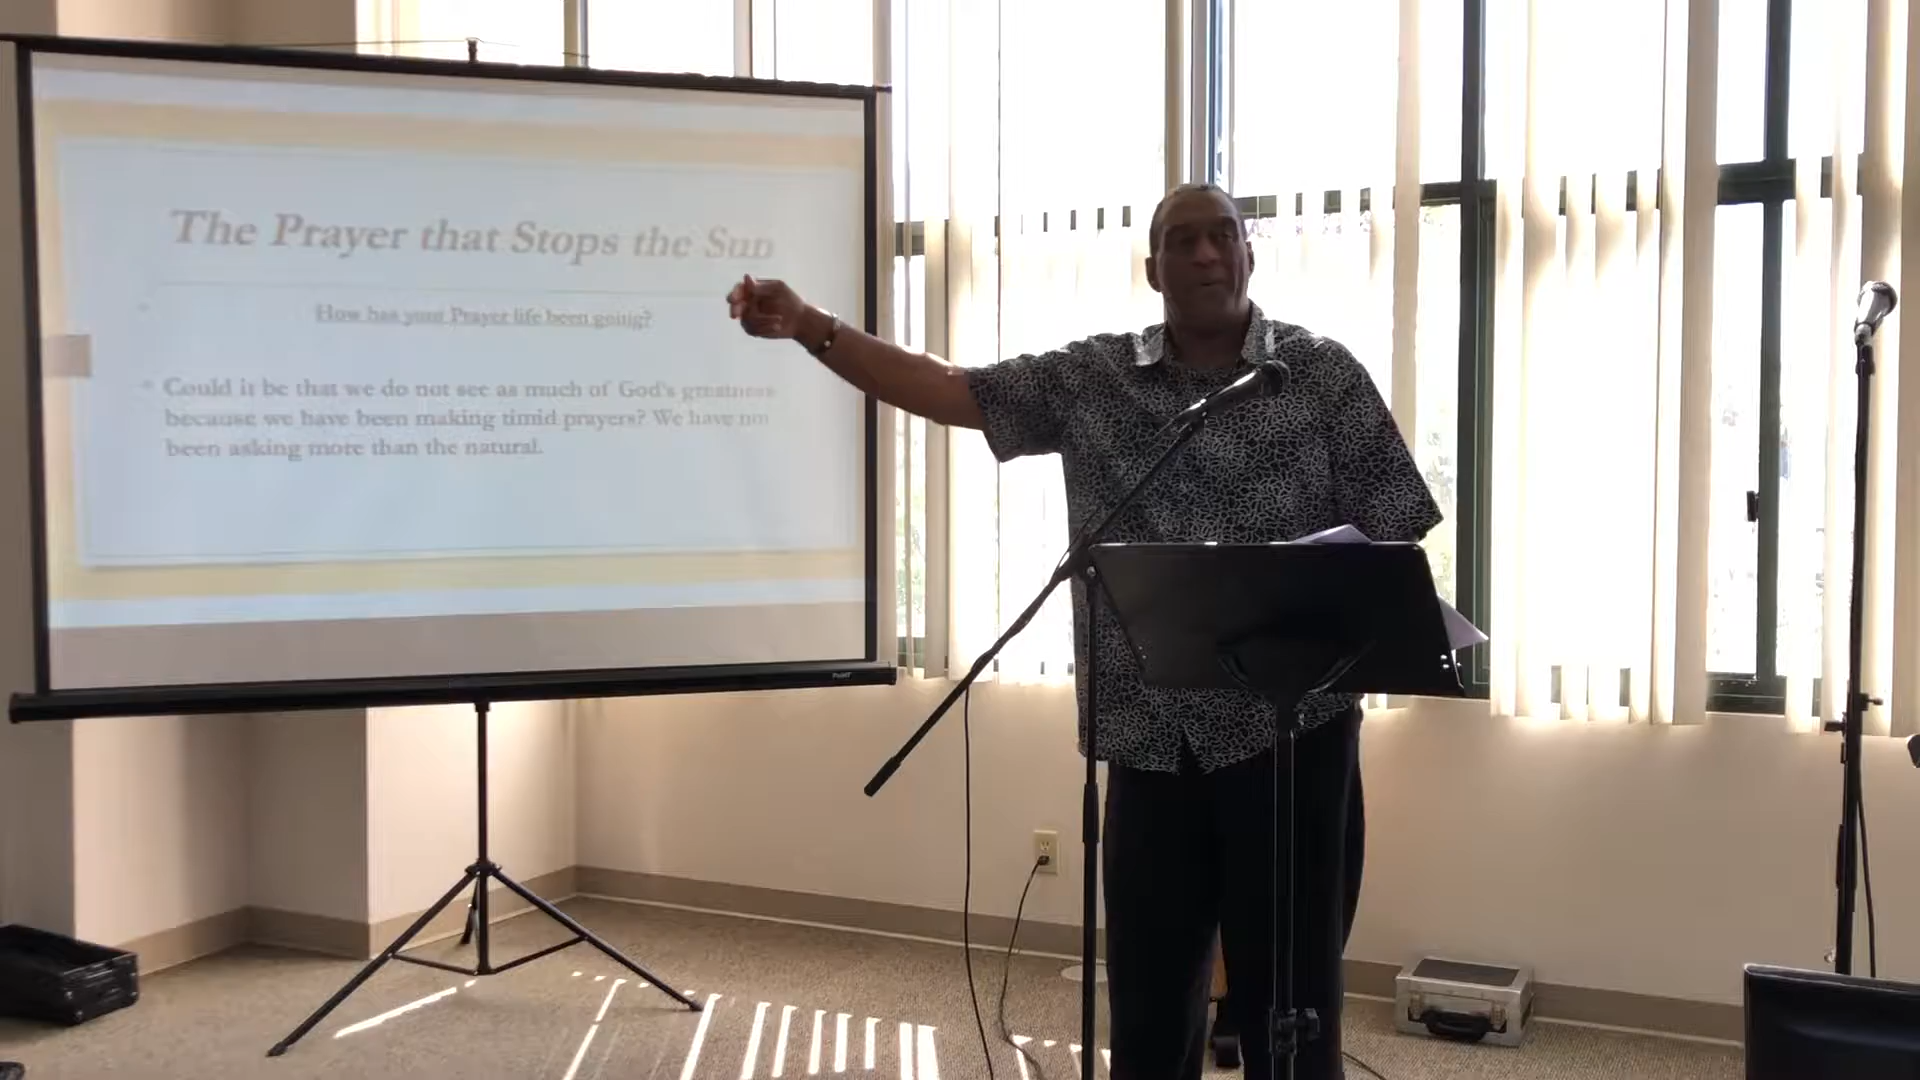 The Prayer that Stops the Sun
How has your Prayer life been going?
Could it be that we do not see as much of God's greatness
because we have been making timid prayers? We have not
been asking more than the natural.